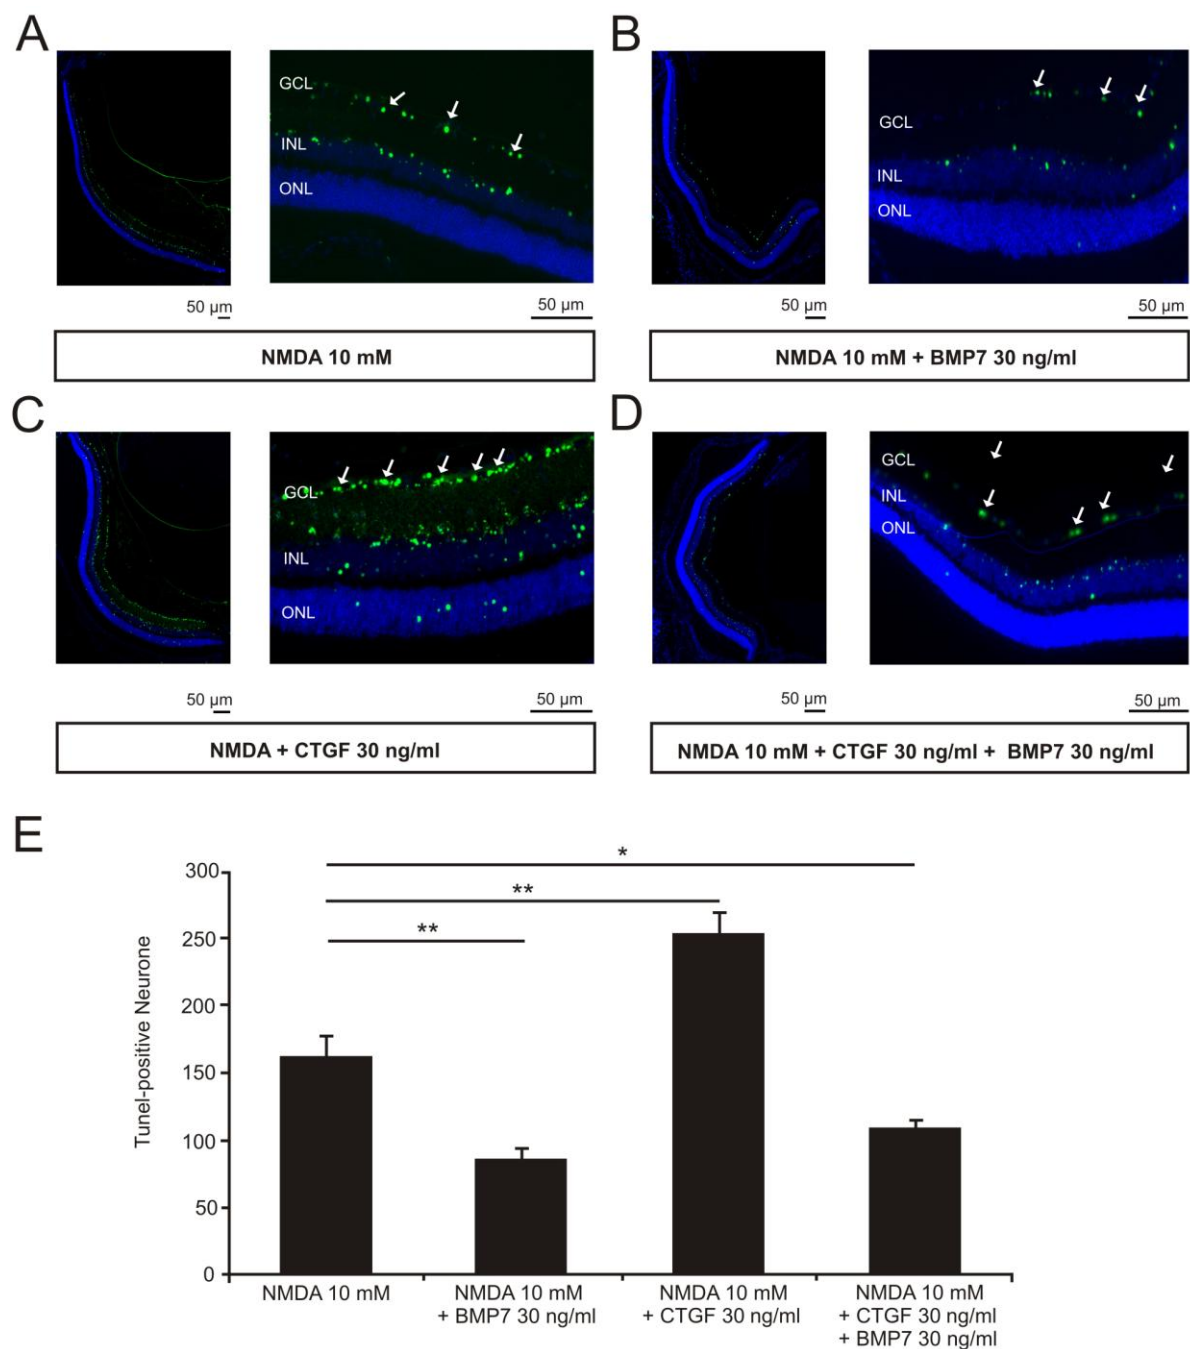 A
B
GCL
INL
ONL
GCL
INL
ONL
50 µm
50 µm
50 µm
50 µm
NMDA 10 mM
NMDA 10 mM + BMP7 30 ng/ml
C
D
GCL
INL
ONL
GCL
INL
ONL
50 µm
50 µm
50 µm
50 µm
NMDA + CTGF 30 ng/ml
NMDA 10 mM + CTGF 30 ng/ml + BMP7 30 ng/ml
E
Tunel-positive Neurone
300
250
200
150
100
50
0
*
**
**
NMDA 10 mM
NMDA 10 mM
+ BMP7 30 ng/ml
NMDA 10 mM
+ CTGF 30 ng/ml
NMDA 10 mM
+ CTGF 30 ng/ml
+ BMP7 30 ng/ml